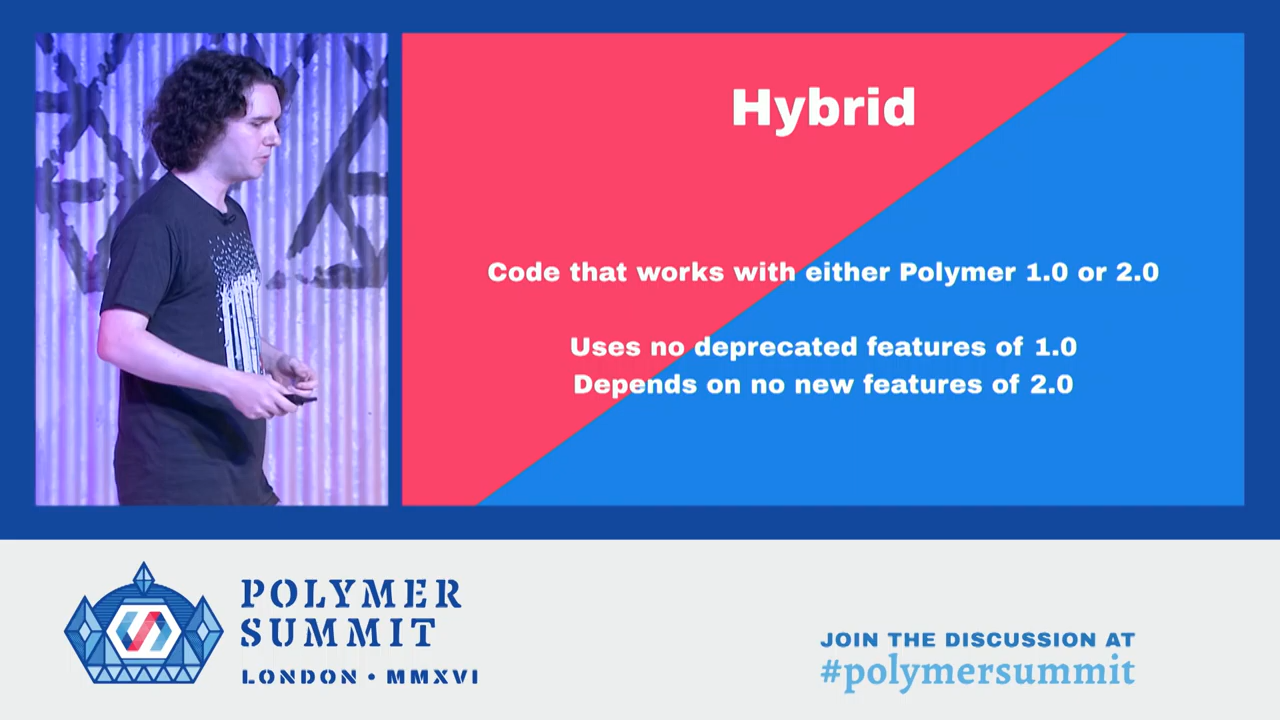 Hybrid
Code that works with either Polymer 1.0 or 2.0
Uses no deprecated features of 1.0
Depends on no new features of 2.0
POLYMER
SUMMIT
LONDON • MMXVI
JOIN THE DISCUSSION AT
#polymersummit